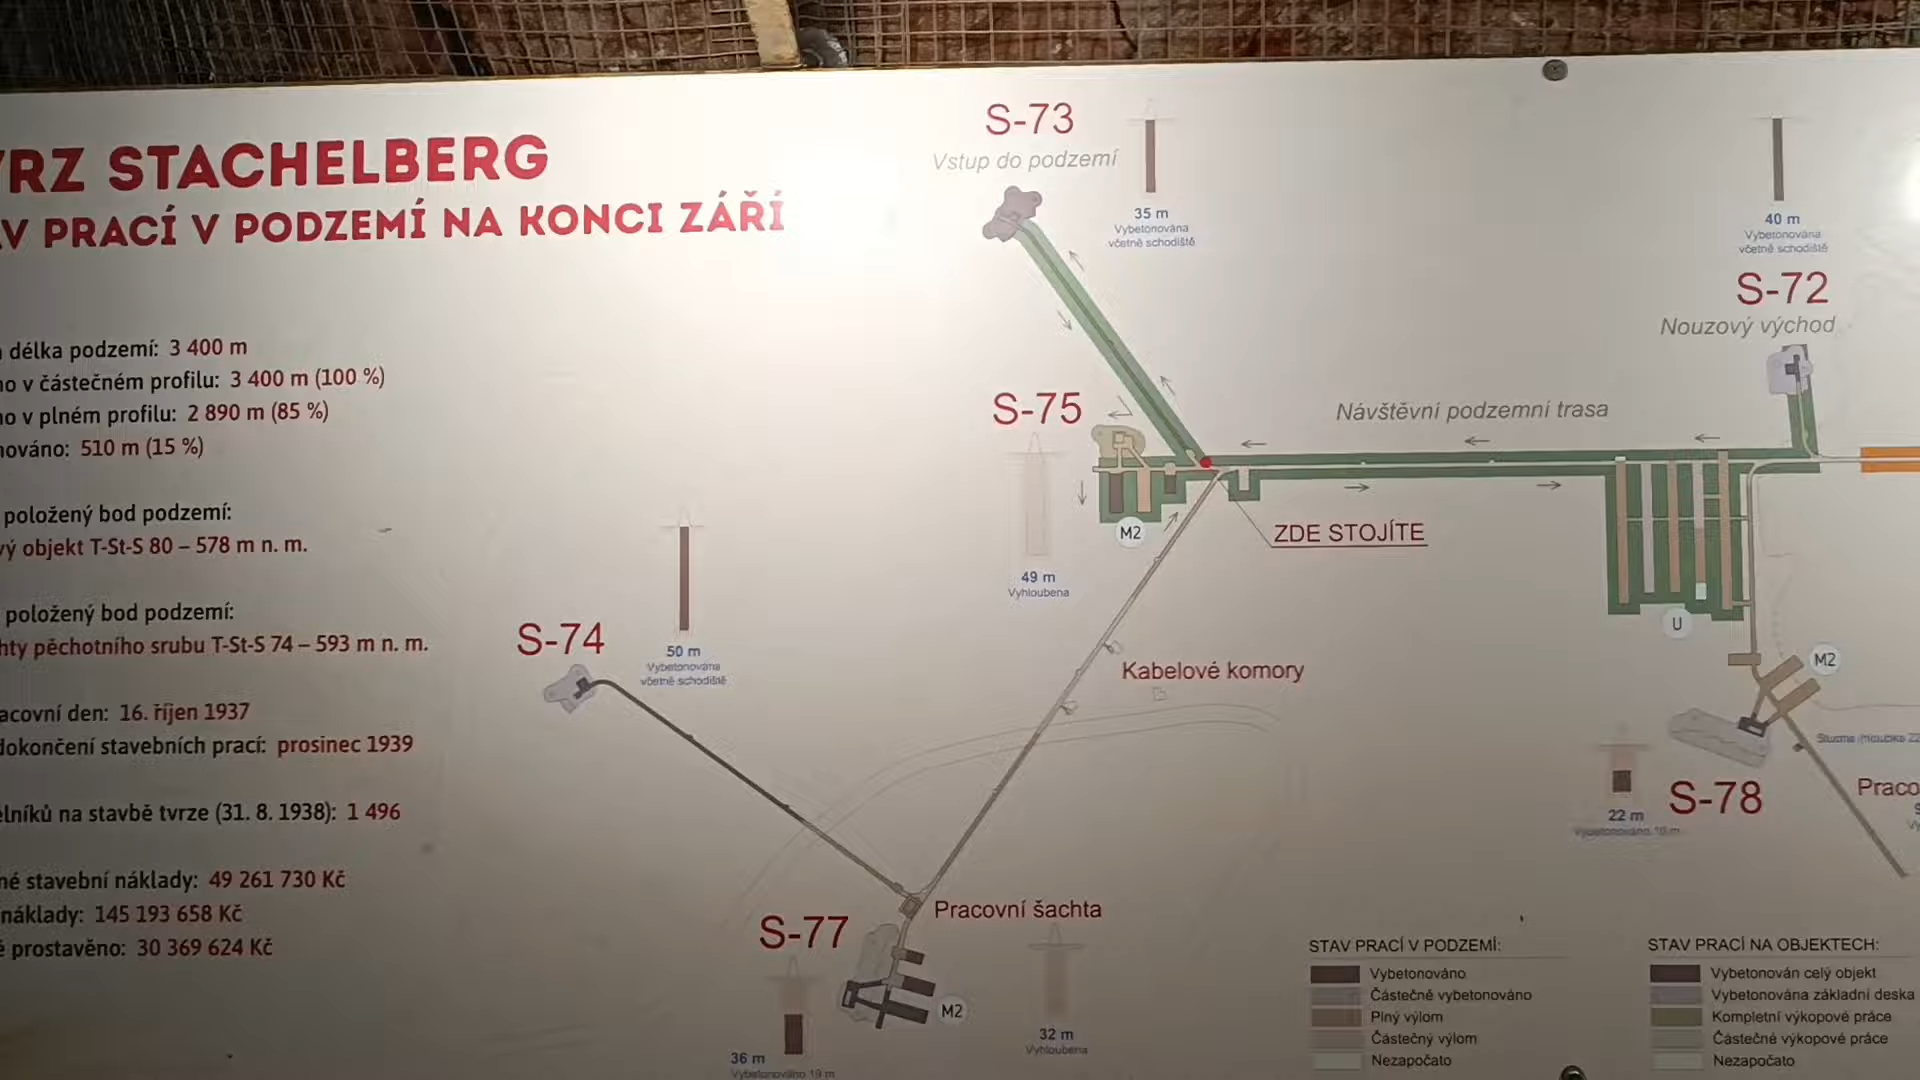 RZ STACHELBERG
V PRACÍ V PODZEMÍ NA KONCI ZÁŘÍ
délka podzemí: 3 400 m
v částečném profilu: 3 400 m (100 %)
v plném profilu: 2 890 m (85 %)
nováno: 510 m (15 %)
položený bod podzemí:
vý objekt T-St-S 80 – 578 m n. m.
položený bod podzemí:
hty pěchotního srubu T-St-S 74 – 593 m n. m.
acovní den: 16. říjen 1937
dokončení stavebních prací: prosinec 1939
elníků na stavbě tvrze (31. 8. 1938): 1 496
né stavební náklady: 49 261 730 Kč
náklady: 145 193 658 Kč
ě prostavěno: 30 369 624 Kč
S-73
Vstup do podzemí
35 m
Vybetonována
včetně schodiště
40 m
Vybetonována
včetně schodiště
S-72
Nouzový východ
S-75
Návštěvní podzemní trasa
M2
ZDE STOJÍTE
49 m
Vyhloubena
U
S-74
50 m
Vybetonována
včetně schodiště
Kabelové komory
M2
S-78
22 m
Vybetonováno 10 m
Praco
S-77
Pracovní šachta
M2
36 m
Vybetonováno 19 m
32 m
Vyhloubena
STAV PRACÍ V PODZEMÍ:
Vybetonováno
Částečně vybetonováno
Plný výlom
Částečný výlom
Nezapočato
STAV PRACÍ NA OBJEKTECH:
Vybetonován celý objekt
Vybetonována základní deska
Kompletní výkopové práce
Částečné výkopové práce
Nezapočato